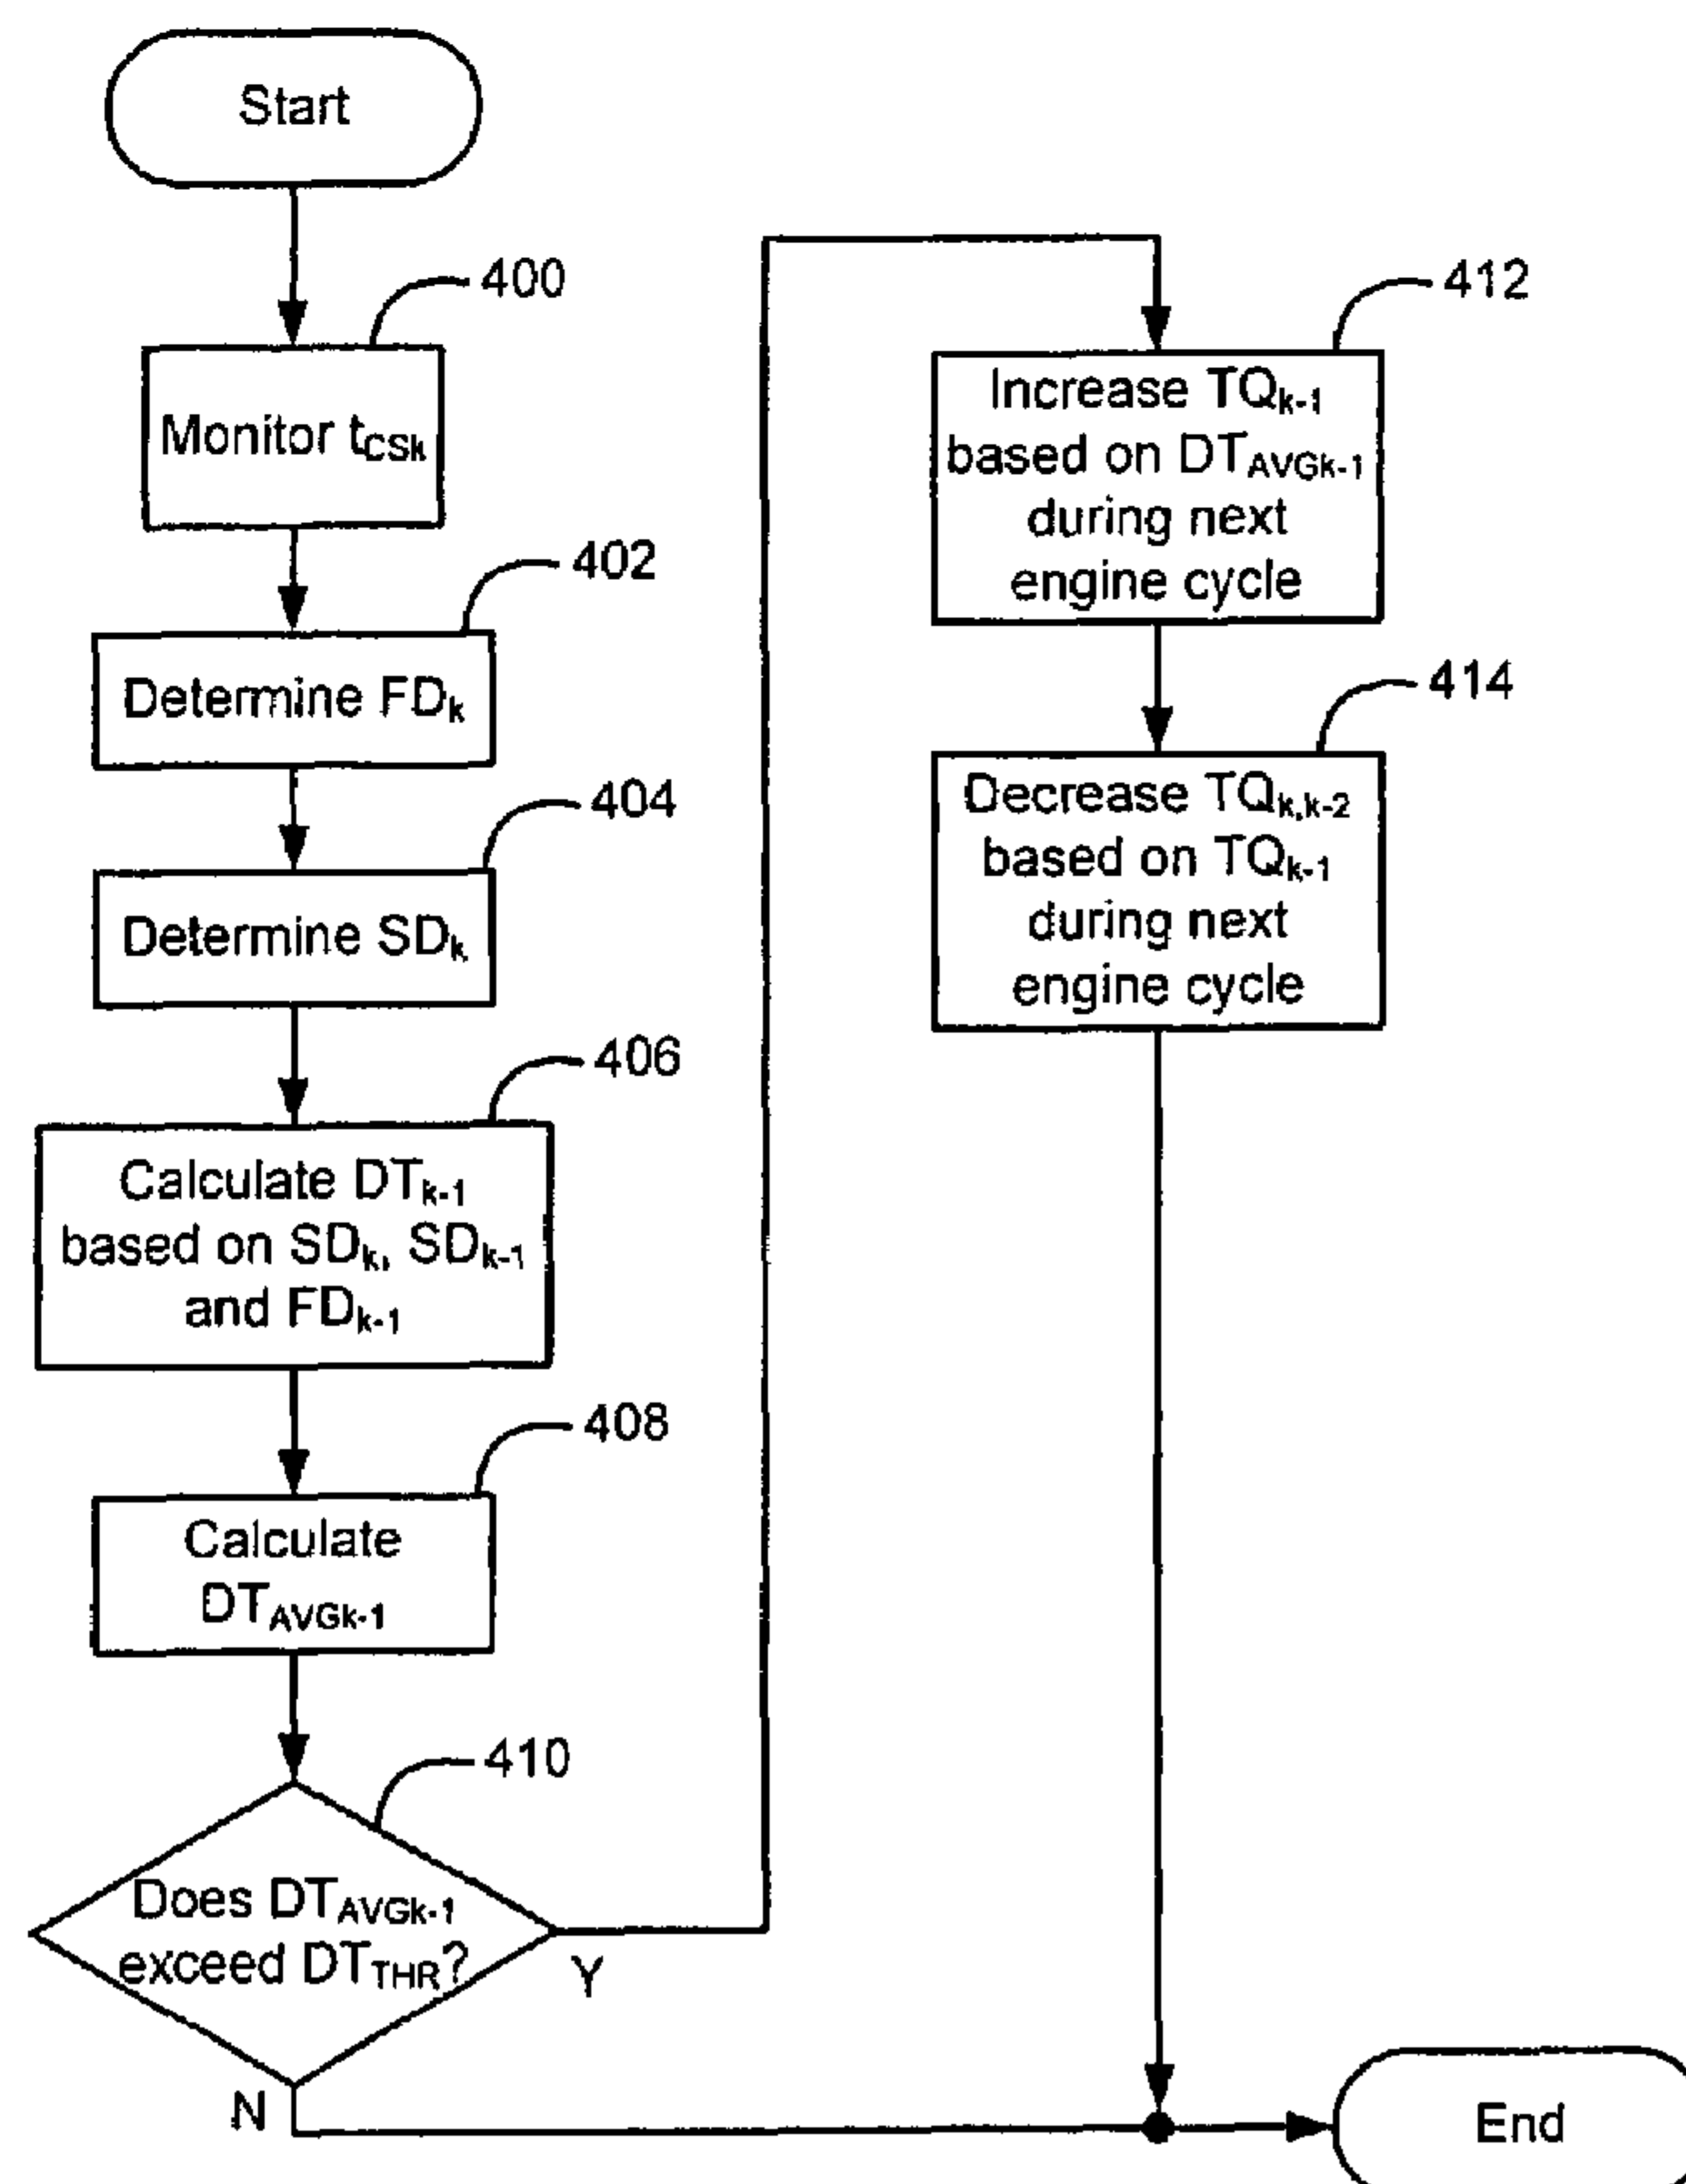 Start
400
Monitor tCSk
402
Determine FDk
404
Determine SDk
406
Calculate DTk-1
based on SDk, SDk-1
and FDk-1
408
Calculate
DTAVGk-1
410
Does DTAVGk-1
exceed DTTHR?
Y
N
412
Increase TQk-1
based on DTAVGk-1
during next
engine cycle
414
Decrease TQk,k-2
based on TQk-1
during next
engine cycle
End